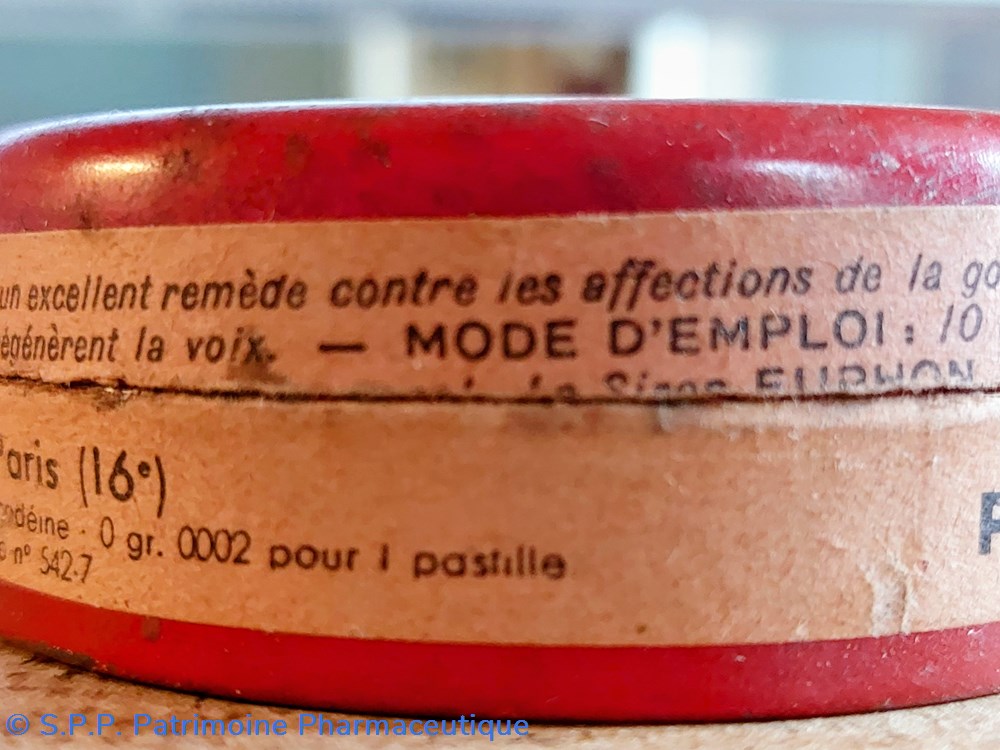 un excellent remède contre les affections de la go
égénèrent la voix. — MODE D'EMPLOI : 10
EUPHON
Paris (16e)
odéine . 0 gr. 0002 pour 1 pastille
n° 542-7
© S.P.P. Patrimoine Pharmaceutique